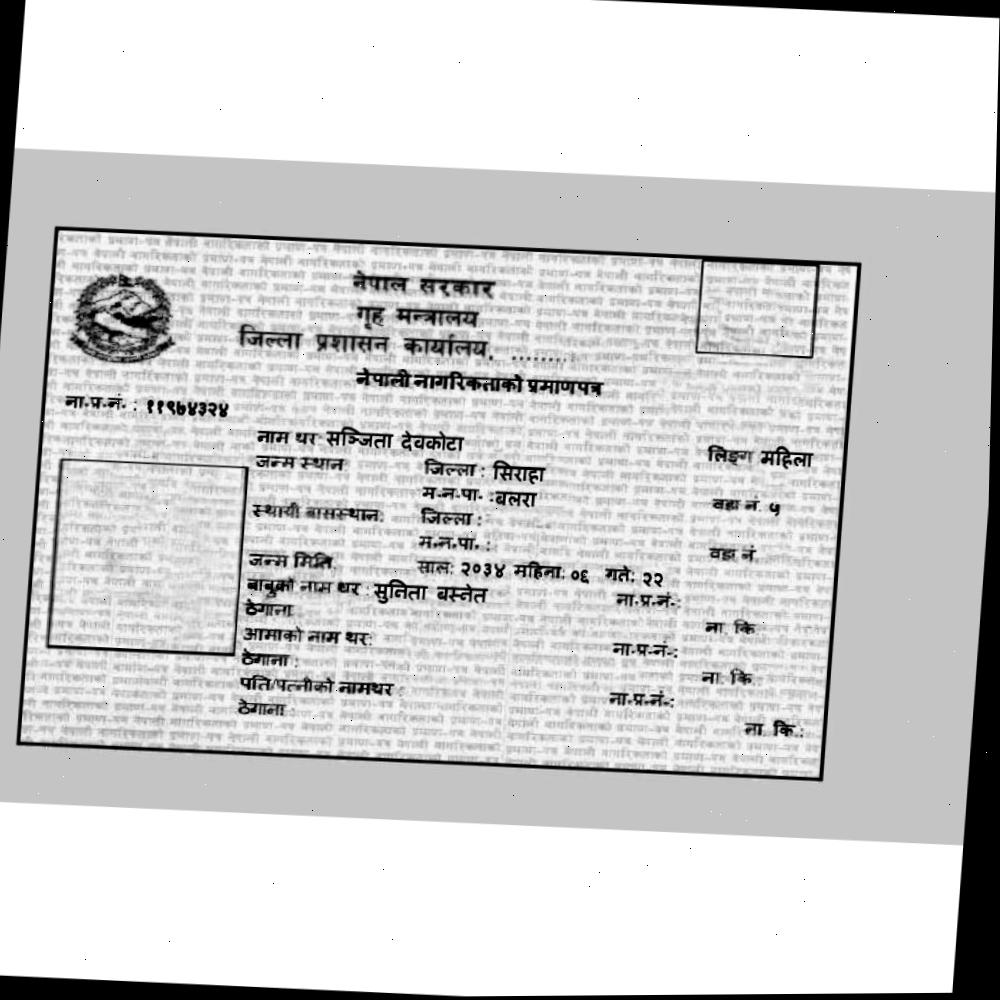 नेपाल सरकार
गृह मन्त्रालय
जिल्ला प्रशासन कार्यालय, .........
नेपाली नागरिकताको प्रमाणपत्र
ना.प्र.नं. : ११९७४३२४
नाम थर: सञ्जिता देवकोटा लिङ्ग महिला
जन्म स्थान: जिल्ला : सिराहा
म.न.पा. : बलरा वडा नं. ५
स्थायी बासस्थान: जिल्ला :
म.न.पा. : वडा नं.
जन्म मिति: साल: २०३४ महिना: ०६ गते: २२
बाबुको नाम थर : सुनिता बस्नेत ना.प्र.नं.:
ठेगाना : ना. कि.:
आमाको नाम थर: ना.प्र.नं.:
ठेगाना : ना. कि.:
पति/पत्नीको नामथर : ना.प्र.नं.:
ठेगाना : ना. कि.: